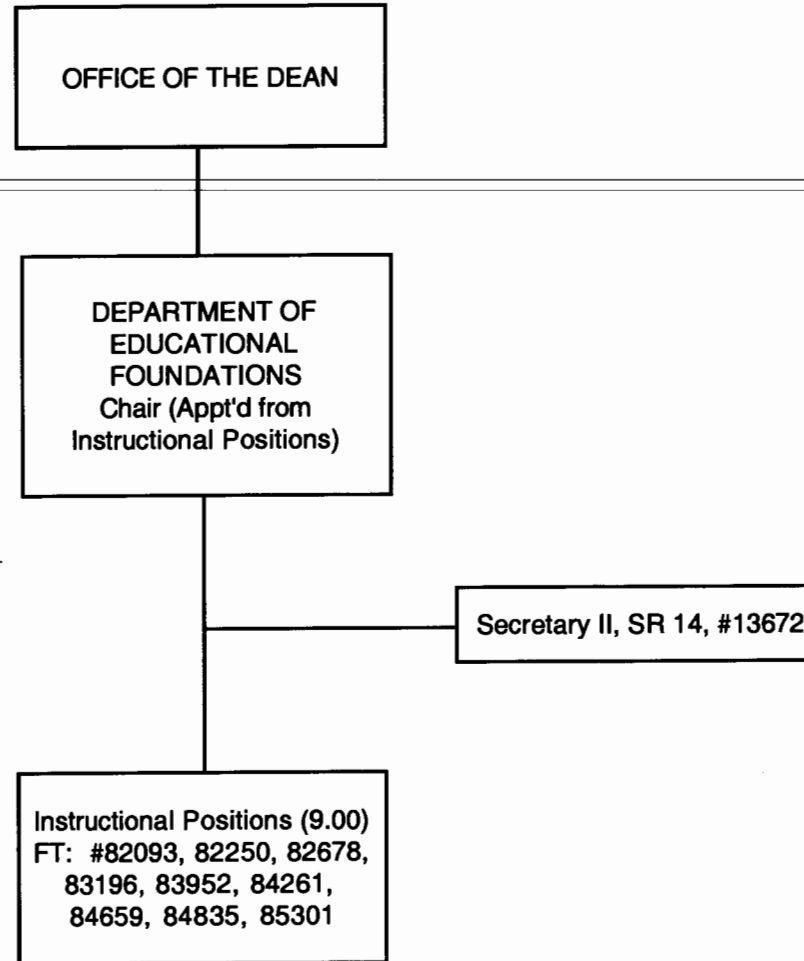 OFFICE OF THE DEAN
DEPARTMENT OF
EDUCATIONAL
FOUNDATIONS
Chair (Appt'd from
Instructional Positions)
Secretary II, SR 14, #13672
Instructional Positions (9.00)
FT: #82093, 82250, 82678,
83196, 83952, 84261,
84659, 84835, 85301